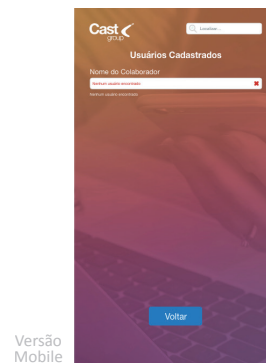 Cast
group
Localizar...
Usuários Cadastrados
Nome do Colaborador
Nenhum usuário encontrado
Nenhum usuário encontrado
Voltar
Versão
Mobile